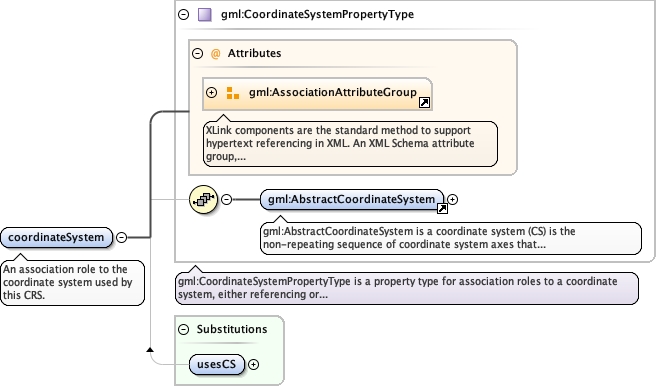 gml:CoordinateSystemPropertyType
@ Attributes
gml:AssociationAttributeGroup
XLink components are the standard method to support
hypertext referencing in XML. An XML Schema attribute
group,...
gml:AbstractCoordinateSystem
gml:AbstractCoordinateSystem is a coordinate system (CS) is the
non-repeating sequence of coordinate system axes that...
coordinateSystem
An association role to the
coordinate system used by
this CRS.
gml:CoordinateSystemPropertyType is a property type for association roles to a coordinate
system, either referencing or...
Substitutions
usesCS